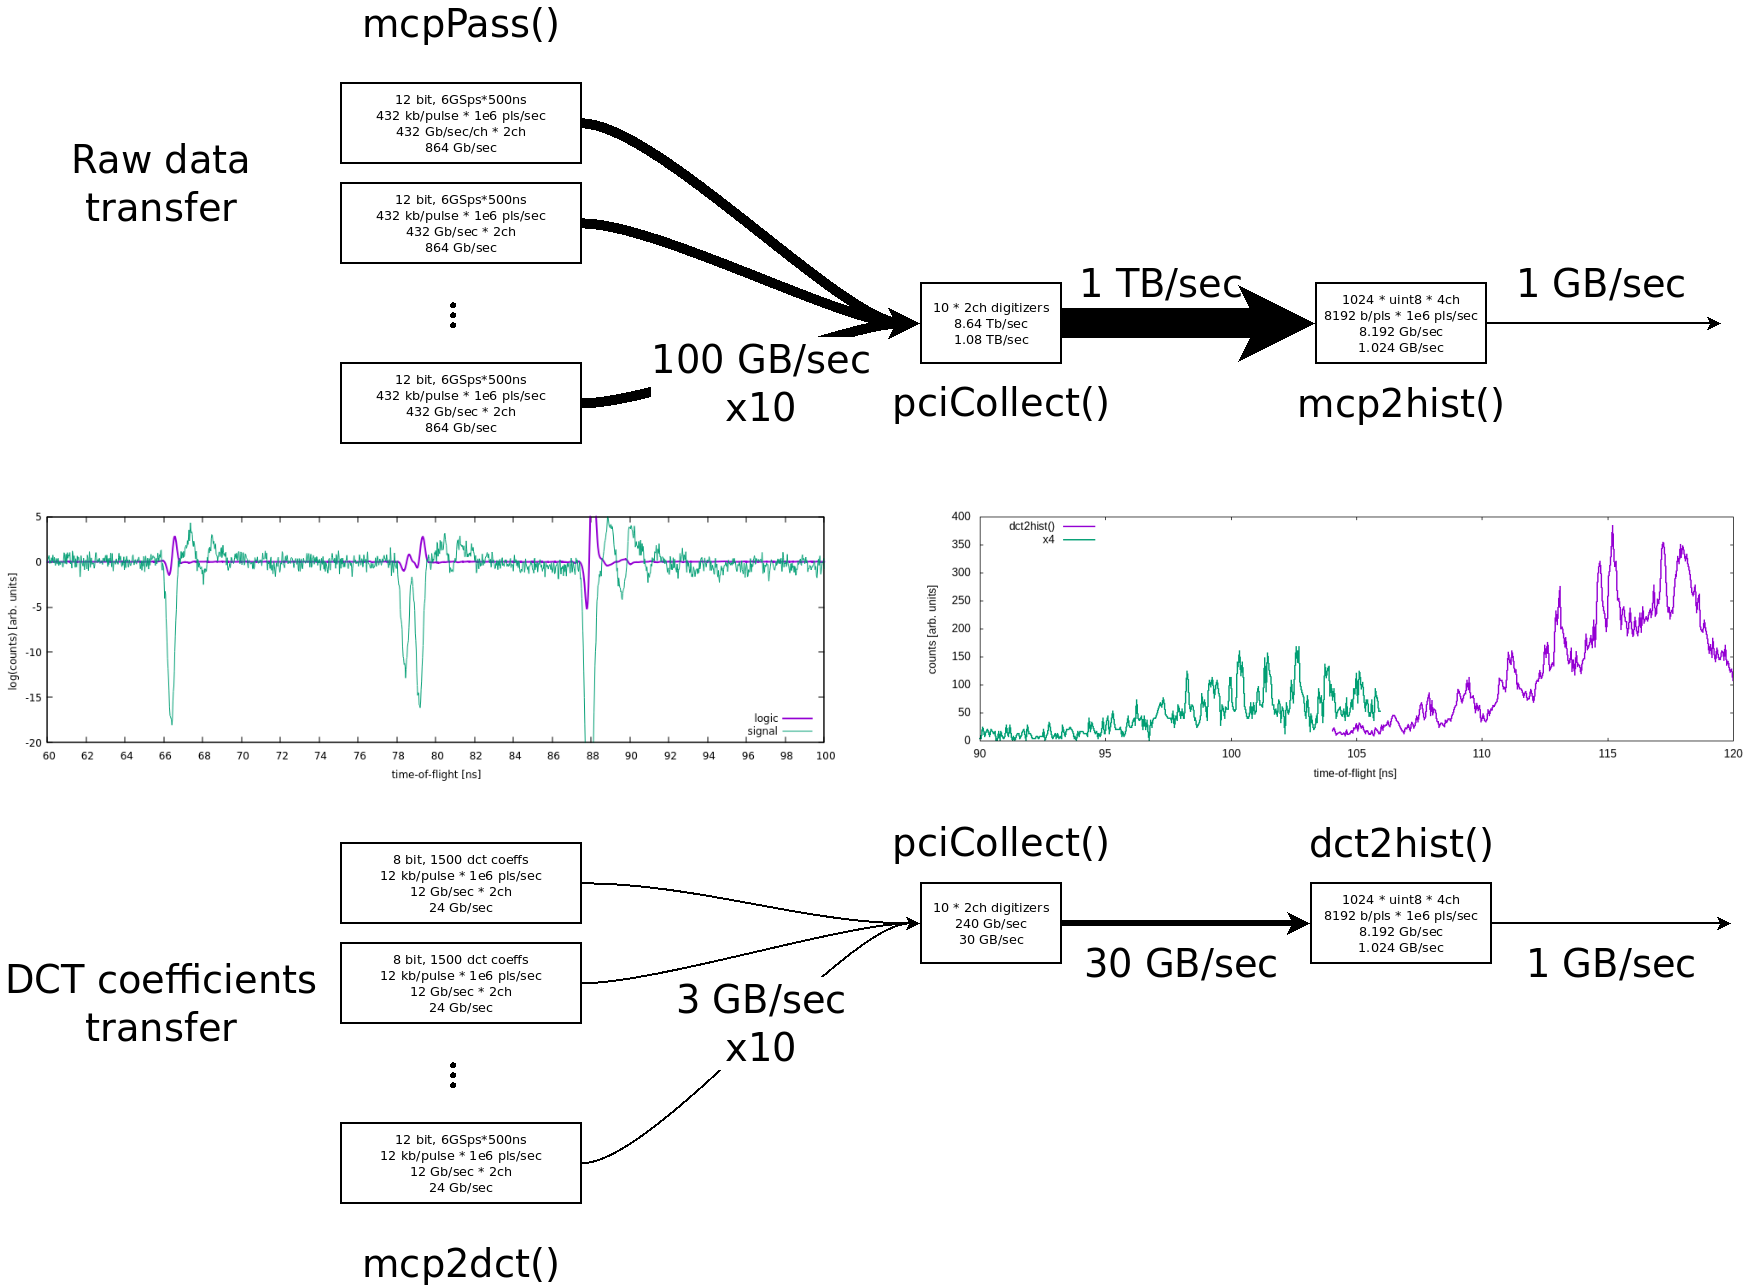 mcpPass()
Raw data
transfer
12 bit, 6GSps*500ns
432 kb/pulse * 1e6 pls/sec
432 Gb/sec/ch * 2ch
864 Gb/sec
12 bit, 6GSps*500ns
432 kb/pulse * 1e6 pls/sec
432 Gb/sec * 2ch
864 Gb/sec
12 bit, 6GSps*500ns
432 kb/pulse * 1e6 pls/sec
432 Gb/sec * 2ch
864 Gb/sec
100 GB/sec
x10
10 * 2ch digitizers
8.64 Tb/sec
1.08 TB/sec
pciCollect()
1 TB/sec
1024 * uint8 * 4ch
8192 b/pls * 1e6 pls/sec
8.192 Gb/sec
1.024 GB/sec
mcp2hist()
1 GB/sec
log(counts) [arb. units]
5
0
-5
-10
-15
-20
60 62 64 66 68 70 72 74 76 78 80 82 84 86 88 90 92 94 96 98 100
time-of-flight [ns]
logic
signal
counts [arb. units]
400
350
300
250
200
150
100
50
0
90 95 100 105 110 115 120
time-of-flight [ns]
dct2hist()
x4
DCT coefficients
transfer
8 bit, 1500 dct coeffs
12 kb/pulse * 1e6 pls/sec
12 Gb/sec * 2ch
24 Gb/sec
8 bit, 1500 dct coeffs
12 kb/pulse * 1e6 pls/sec
12 Gb/sec * 2ch
24 Gb/sec
12 bit, 6GSps*500ns
12 kb/pulse * 1e6 pls/sec
12 Gb/sec * 2ch
24 Gb/sec
mcp2dct()
3 GB/sec
x10
pciCollect()
10 * 2ch digitizers
240 Gb/sec
30 GB/sec
30 GB/sec
dct2hist()
1024 * uint8 * 4ch
8192 b/pls * 1e6 pls/sec
8.192 Gb/sec
1.024 GB/sec
1 GB/sec